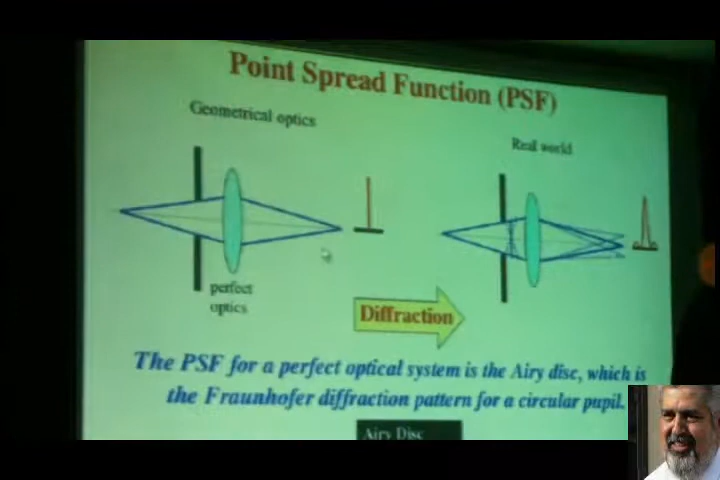 Point Spread Function (PSF)
Geometrical optics
Real world
perfect
optics
Diffraction
The PSF for a perfect optical system is the Airy disc, which is
the Fraunhofer diffraction pattern for a circular pupil.
Airy Disc